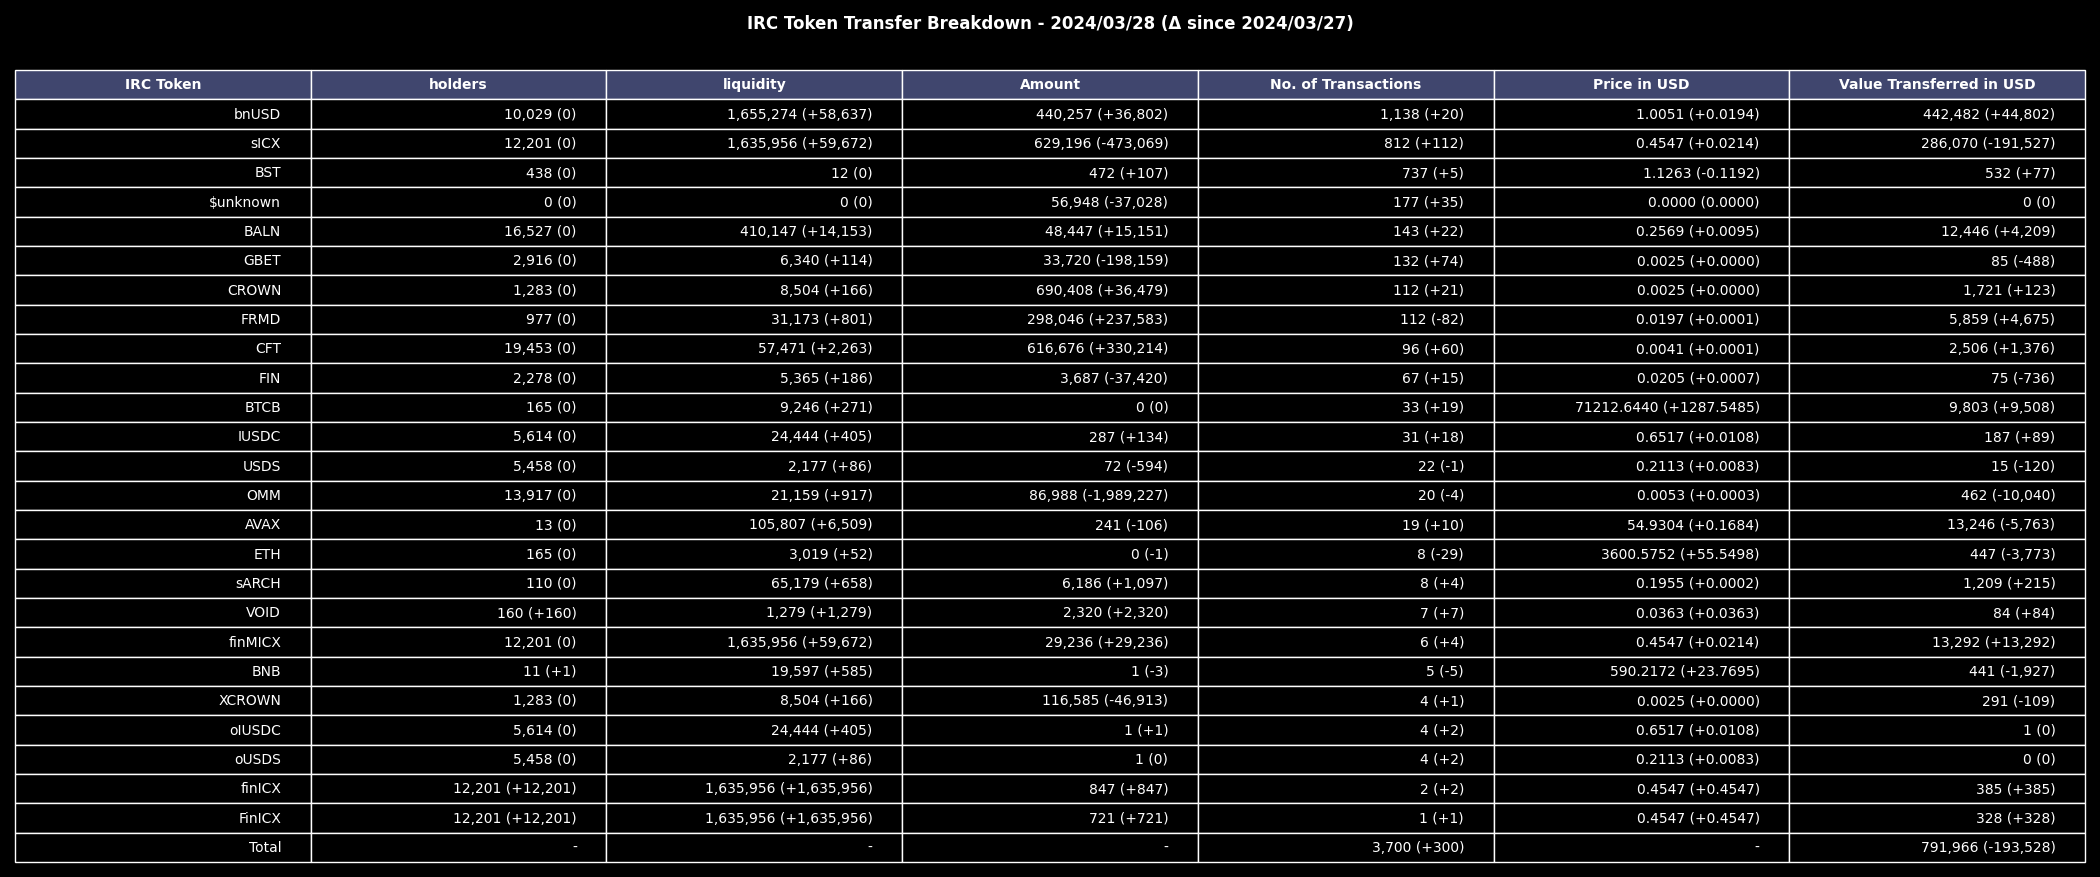 IRC Token Transfer Breakdown - 2024/03/28 (Δ since 2024/03/27)
IRC Token holders liquidity Amount No. of Transactions Price in USD Value Transferred in USD
bnUSD 10,029 (0) 1,655,274 (+58,637) 440,257 (+36,802) 1,138 (+20) 1.0051 (+0.0194) 442,482 (+44,802)
sICX 12,201 (0) 1,635,956 (+59,672) 629,196 (-473,069) 812 (+112) 0.4547 (+0.0214) 286,070 (-191,527)
BST 438 (0) 12 (0) 472 (+107) 737 (+5) 1.1263 (-0.1192) 532 (+77)
$unknown 0 (0) 0 (0) 56,948 (-37,028) 177 (+35) 0.0000 (0.0000) 0 (0)
BALN 16,527 (0) 410,147 (+14,153) 48,447 (+15,151) 143 (+22) 0.2569 (+0.0095) 12,446 (+4,209)
GBET 2,916 (0) 6,340 (+114) 33,720 (-198,159) 132 (+74) 0.0025 (+0.0000) 85 (-488)
CROWN 1,283 (0) 8,504 (+166) 690,408 (+36,479) 112 (+21) 0.0025 (+0.0000) 1,721 (+123)
FRMD 977 (0) 31,173 (+801) 298,046 (+237,583) 112 (-82) 0.0197 (+0.0001) 5,859 (+4,675)
CFT 19,453 (0) 57,471 (+2,263) 616,676 (+330,214) 96 (+60) 0.0041 (+0.0001) 2,506 (+1,376)
FIN 2,278 (0) 5,365 (+186) 3,687 (-37,420) 67 (+15) 0.0205 (+0.0007) 75 (-736)
BTCB 165 (0) 9,246 (+271) 0 (0) 33 (+19) 71212.6440 (+1287.5485) 9,803 (+9,508)
IUSDC 5,614 (0) 24,444 (+405) 287 (+134) 31 (+18) 0.6517 (+0.0108) 187 (+89)
USDS 5,458 (0) 2,177 (+86) 72 (-594) 22 (-1) 0.2113 (+0.0083) 15 (-120)
OMM 13,917 (0) 21,159 (+917) 86,988 (-1,989,227) 20 (-4) 0.0053 (+0.0003) 462 (-10,040)
AVAX 13 (0) 105,807 (+6,509) 241 (-106) 19 (+10) 54.9304 (+0.1684) 13,246 (-5,763)
ETH 165 (0) 3,019 (+52) 0 (-1) 8 (-29) 3600.5752 (+55.5498) 447 (-3,773)
sARCH 110 (0) 65,179 (+658) 6,186 (+1,097) 8 (+4) 0.1955 (+0.0002) 1,209 (+215)
VOID 160 (+160) 1,279 (+1,279) 2,320 (+2,320) 7 (+7) 0.0363 (+0.0363) 84 (+84)
finMICX 12,201 (0) 1,635,956 (+59,672) 29,236 (+29,236) 6 (+4) 0.4547 (+0.0214) 13,292 (+13,292)
BNB 11 (+1) 19,597 (+585) 1 (-3) 5 (-5) 590.2172 (+23.7695) 441 (-1,927)
XCROWN 1,283 (0) 8,504 (+166) 116,585 (-46,913) 4 (+1) 0.0025 (+0.0000) 291 (-109)
oIUSDC 5,614 (0) 24,444 (+405) 1 (+1) 4 (+2) 0.6517 (+0.0108) 1 (0)
oUSDS 5,458 (0) 2,177 (+86) 1 (0) 4 (+2) 0.2113 (+0.0083) 0 (0)
finICX 12,201 (+12,201) 1,635,956 (+1,635,956) 847 (+847) 2 (+2) 0.4547 (+0.4547) 385 (+385)
FinICX 12,201 (+12,201) 1,635,956 (+1,635,956) 721 (+721) 1 (+1) 0.4547 (+0.4547) 328 (+328)
Total - - - 3,700 (+300) - 791,966 (-193,528)